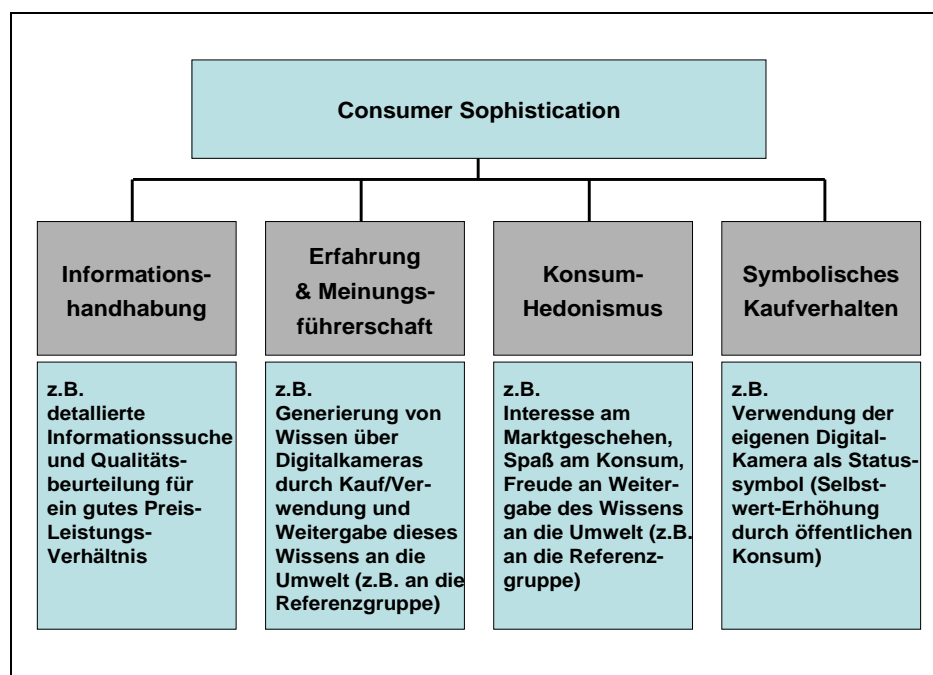 Consumer Sophistication
Informations-
handhabung
Erfahrung
& Meinungs-
führerschaft
Konsum-
Hedonismus
Symbolisches
Kaufverhalten
z.B.
detallierte
Informationssuche
und Qualitäts-
beurteilung für
ein gutes Preis-
Leistungs-
Verhältnis
z.B.
Generierung von
Wissen über
Digitalkameras
durch Kauf/Ver-
wendung und
Weitergabe dieses
Wissens an die
Umwelt (z.B. an die
Referenzgruppe)
z.B.
Interesse am
Marktgeschehen,
Spaß am Konsum,
Freude an Weiter-
gabe des Wissens
an die Umwelt (z.B.
an die Referenz-
gruppe)
z.B.
Verwendung der
eigenen Digital-
Kamera als Status-
symbol (Selbst-
wert-Erhöhung
durch öffentlichen
Konsum)